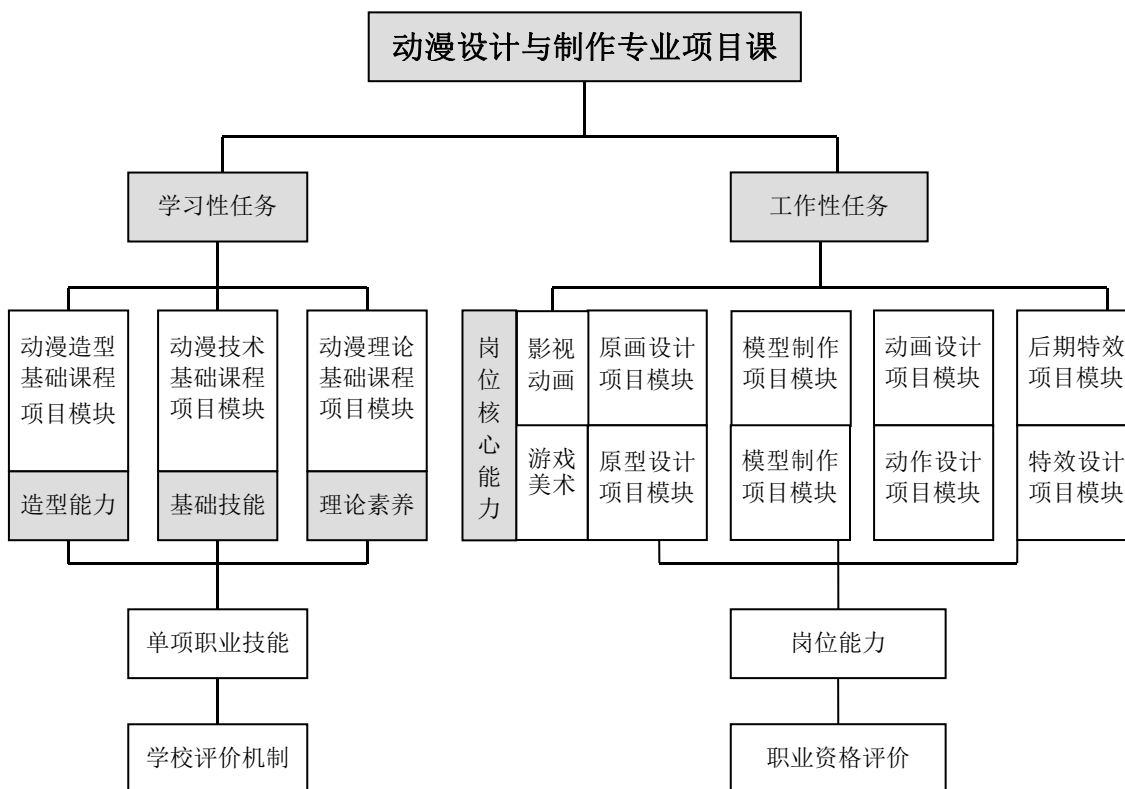 动漫设计与制作专业项目课
学习性任务
工作性任务
动漫造型
基础课程
项目模块
造型能力
动漫技术
基础课程
项目模块
基础技能
动漫理论
基础课程
项目模块
理论素养
岗
位
核
心
能
力
影视
动画
原画设计
项目模块
模型制作
项目模块
动画设计
项目模块
后期特效
项目模块
游戏
美术
原型设计
项目模块
模型制作
项目模块
动作设计
项目模块
特效设计
项目模块
单项职业技能
岗位能力
学校评价机制
职业资格评价